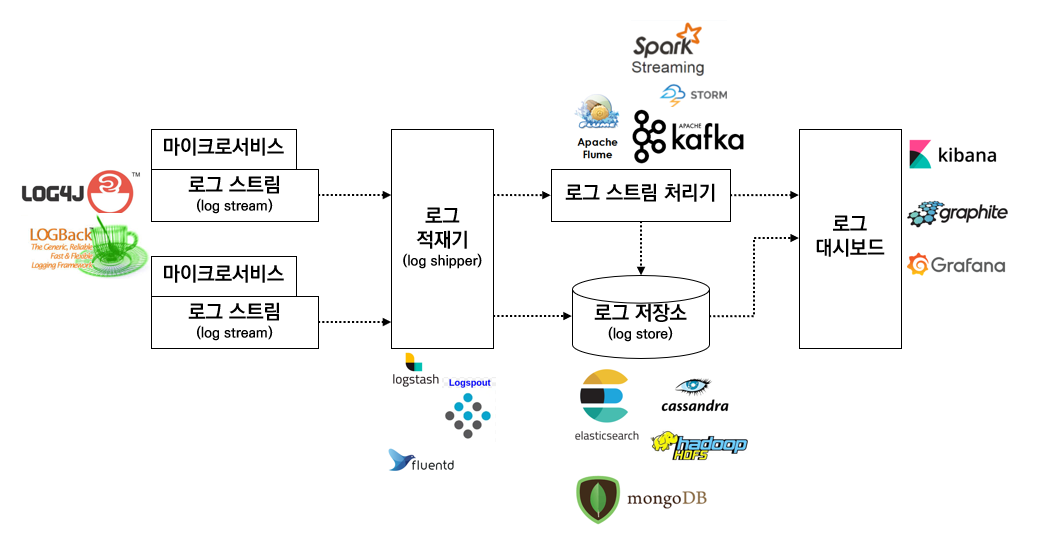 Spark
Streaming
STORM
Apache
Flume
APACHE
kafka
마이크로서비스
로그 스트림
(log stream)
LOG4J
TM
LOGBack
The Generic, Reliable
Fast & Flexible
Logging Framework
마이크로서비스
로그 스트림
(log stream)
로그
적재기
(log shipper)
로그 스트림 처리기
로그 저장소
(log store)
로그
대시보드
kibana
graphite
Grafana
logstash
Logspout
fluentd
elasticsearch
cassandra
hadoop
HDFS
mongoDB